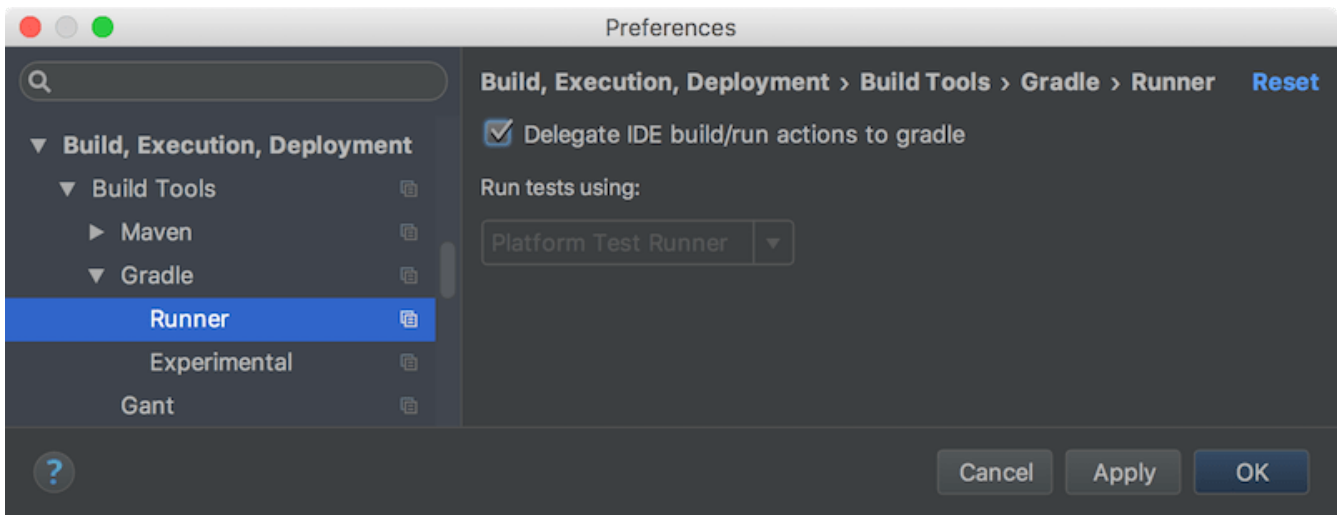 Preferences
Build, Execution, Deployment › Build Tools › Gradle › Runner Reset
Build, Execution, Deployment
Build Tools
Maven
Gradle
Runner
Experimental
Gant
Delegate IDE build/run actions to gradle
Run tests using:
Platform Test Runner
?
Cancel Apply OK